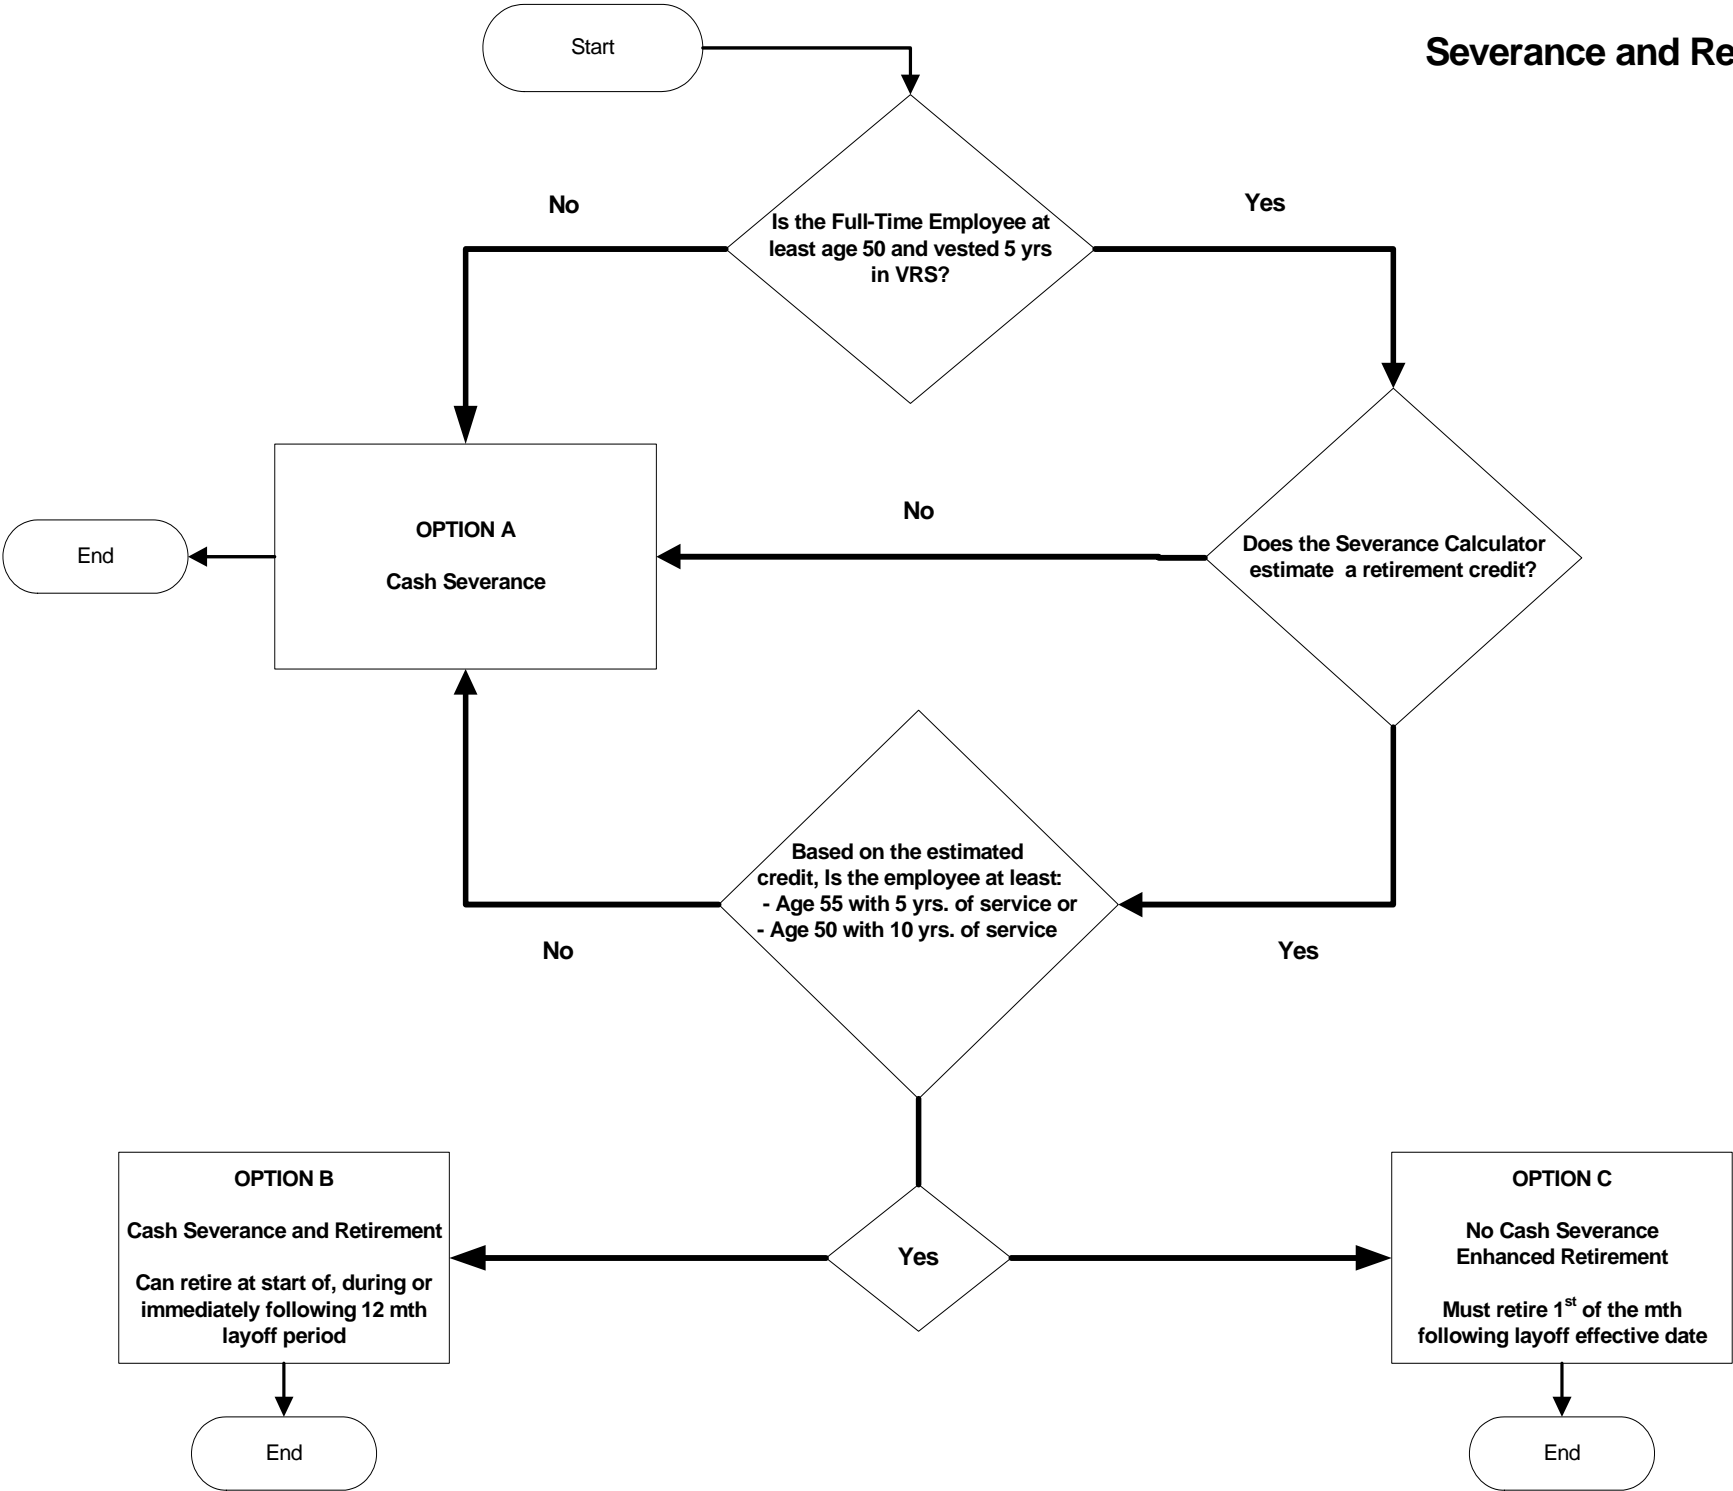 Start
Severance and Re
No
Yes
Is the Full-Time Employee at
least age 50 and vested 5 yrs
in VRS?
No
OPTION A
Cash Severance
End
Does the Severance Calculator
estimate a retirement credit?
Based on the estimated
credit, Is the employee at least:
- Age 55 with 5 yrs. of service or
- Age 50 with 10 yrs. of service
No
Yes
OPTION B
Cash Severance and Retirement
Can retire at start of, during or
immediately following 12 mth
layoff period
Yes
OPTION C
No Cash Severance
Enhanced Retirement
Must retire 1st of the mth
following layoff effective date
End
End